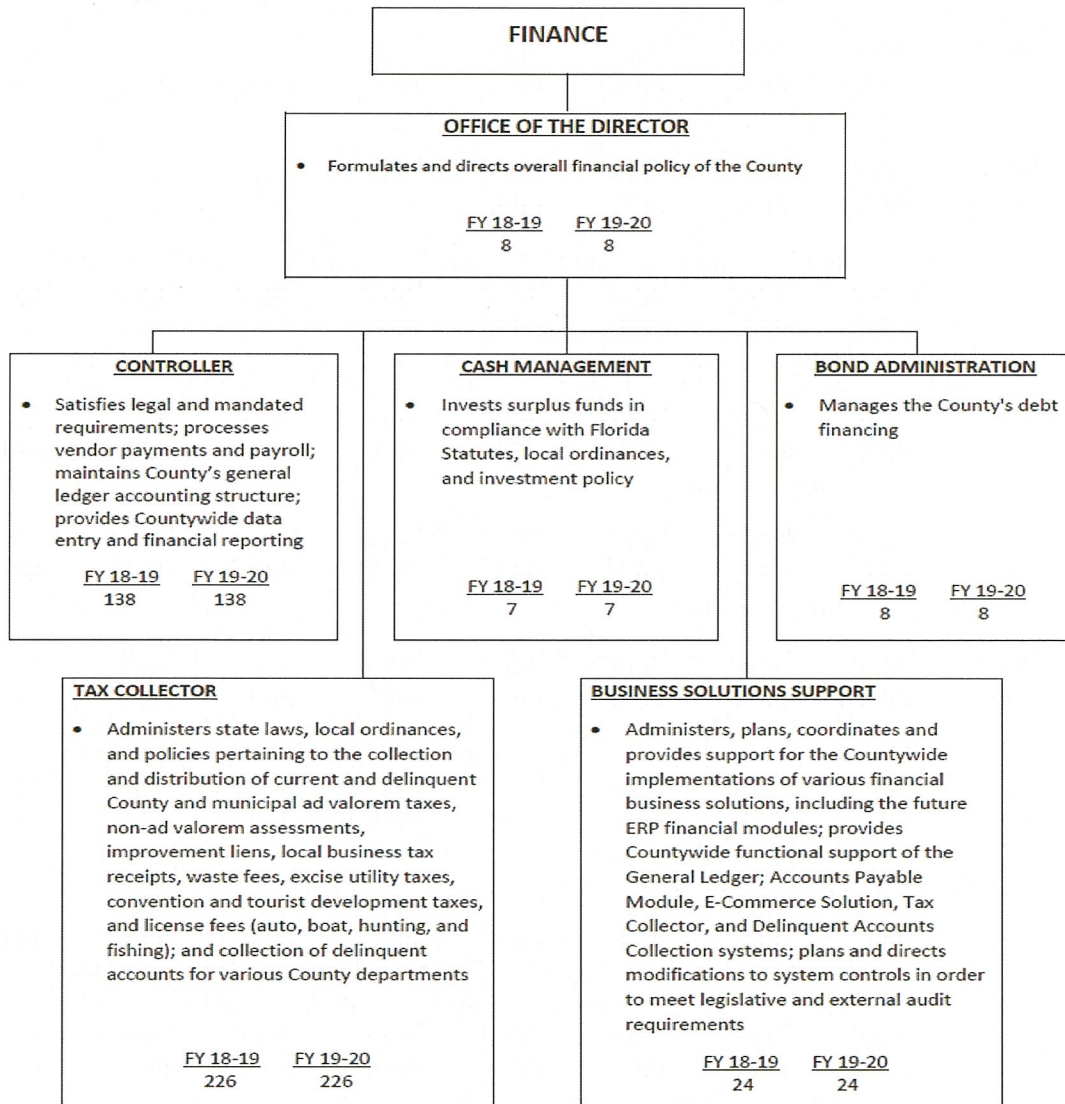 FINANCE
OFFICE OF THE DIRECTOR
• Formulates and directs overall financial policy of the County
FY 18-19 FY 19-20
8 8
CONTROLLER
• Satisfies legal and mandated
requirements; processes
vendor payments and payroll;
maintains County’s general
ledger accounting structure;
provides Countywide data
entry and financial reporting
FY 18-19 FY 19-20
138 138
CASH MANAGEMENT
• Invests surplus funds in
compliance with Florida
Statutes, local ordinances,
and investment policy
FY 18-19 FY 19-20
7 7
BOND ADMINISTRATION
• Manages the County's debt
financing
FY 18-19 FY 19-20
8 8
TAX COLLECTOR
• Administers state laws, local ordinances,
and policies pertaining to the collection
and distribution of current and delinquent
County and municipal ad valorem taxes,
non-ad valorem assessments,
improvement liens, local business tax
receipts, waste fees, excise utility taxes,
convention and tourist development taxes,
and license fees (auto, boat, hunting, and
fishing); and collection of delinquent
accounts for various County departments
FY 18-19 FY 19-20
226 226
BUSINESS SOLUTIONS SUPPORT
• Administers, plans, coordinates and
provides support for the Countywide
implementations of various financial
business solutions, including the future
ERP financial modules; provides
Countywide functional support of the
General Ledger; Accounts Payable
Module, E-Commerce Solution, Tax
Collector, and Delinquent Accounts
Collection systems; plans and directs
modifications to system controls in order
to meet legislative and external audit
requirements
FY 18-19 FY 19-20
24 24